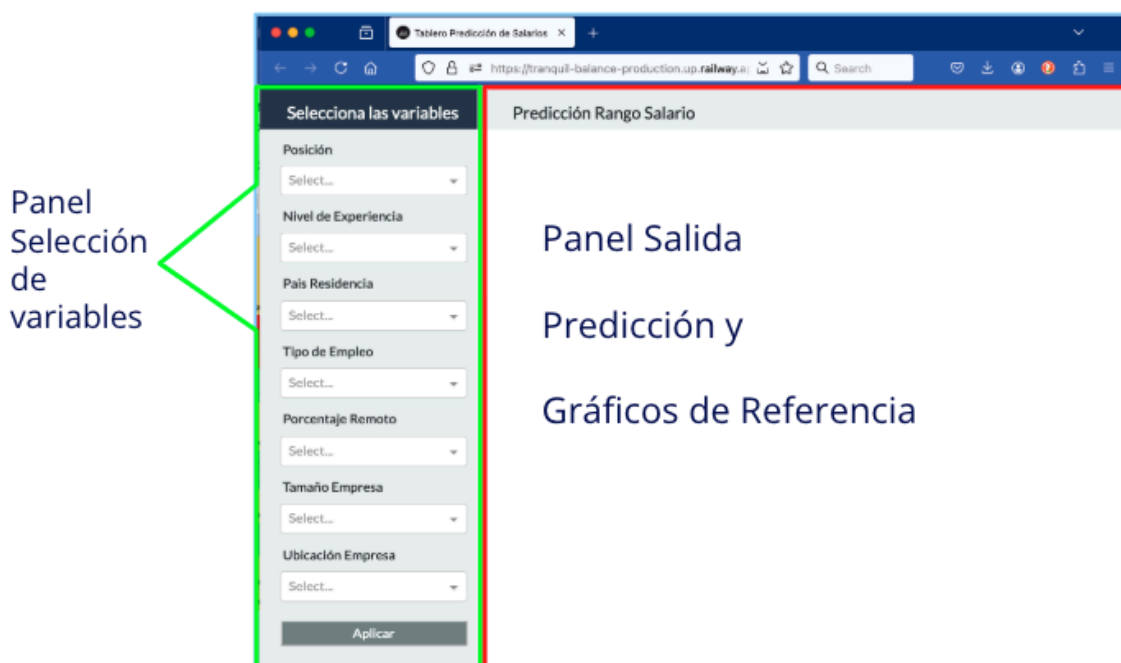 Tablero Predicción de Salarios
https://tranquil-balance-production.up.railway.a
Search
Panel
Selección
de
variables
Selecciona las variables
Posición
Select...
Nivel de Experiencia
Select...
País Residencia
Select...
Tipo de Empleo
Select...
Porcentaje Remoto
Select...
Tamaño Empresa
Select...
Ubicación Empresa
Select...
Aplicar
Predicción Rango Salario
Panel Salida
Predicción y
Gráficos de Referencia